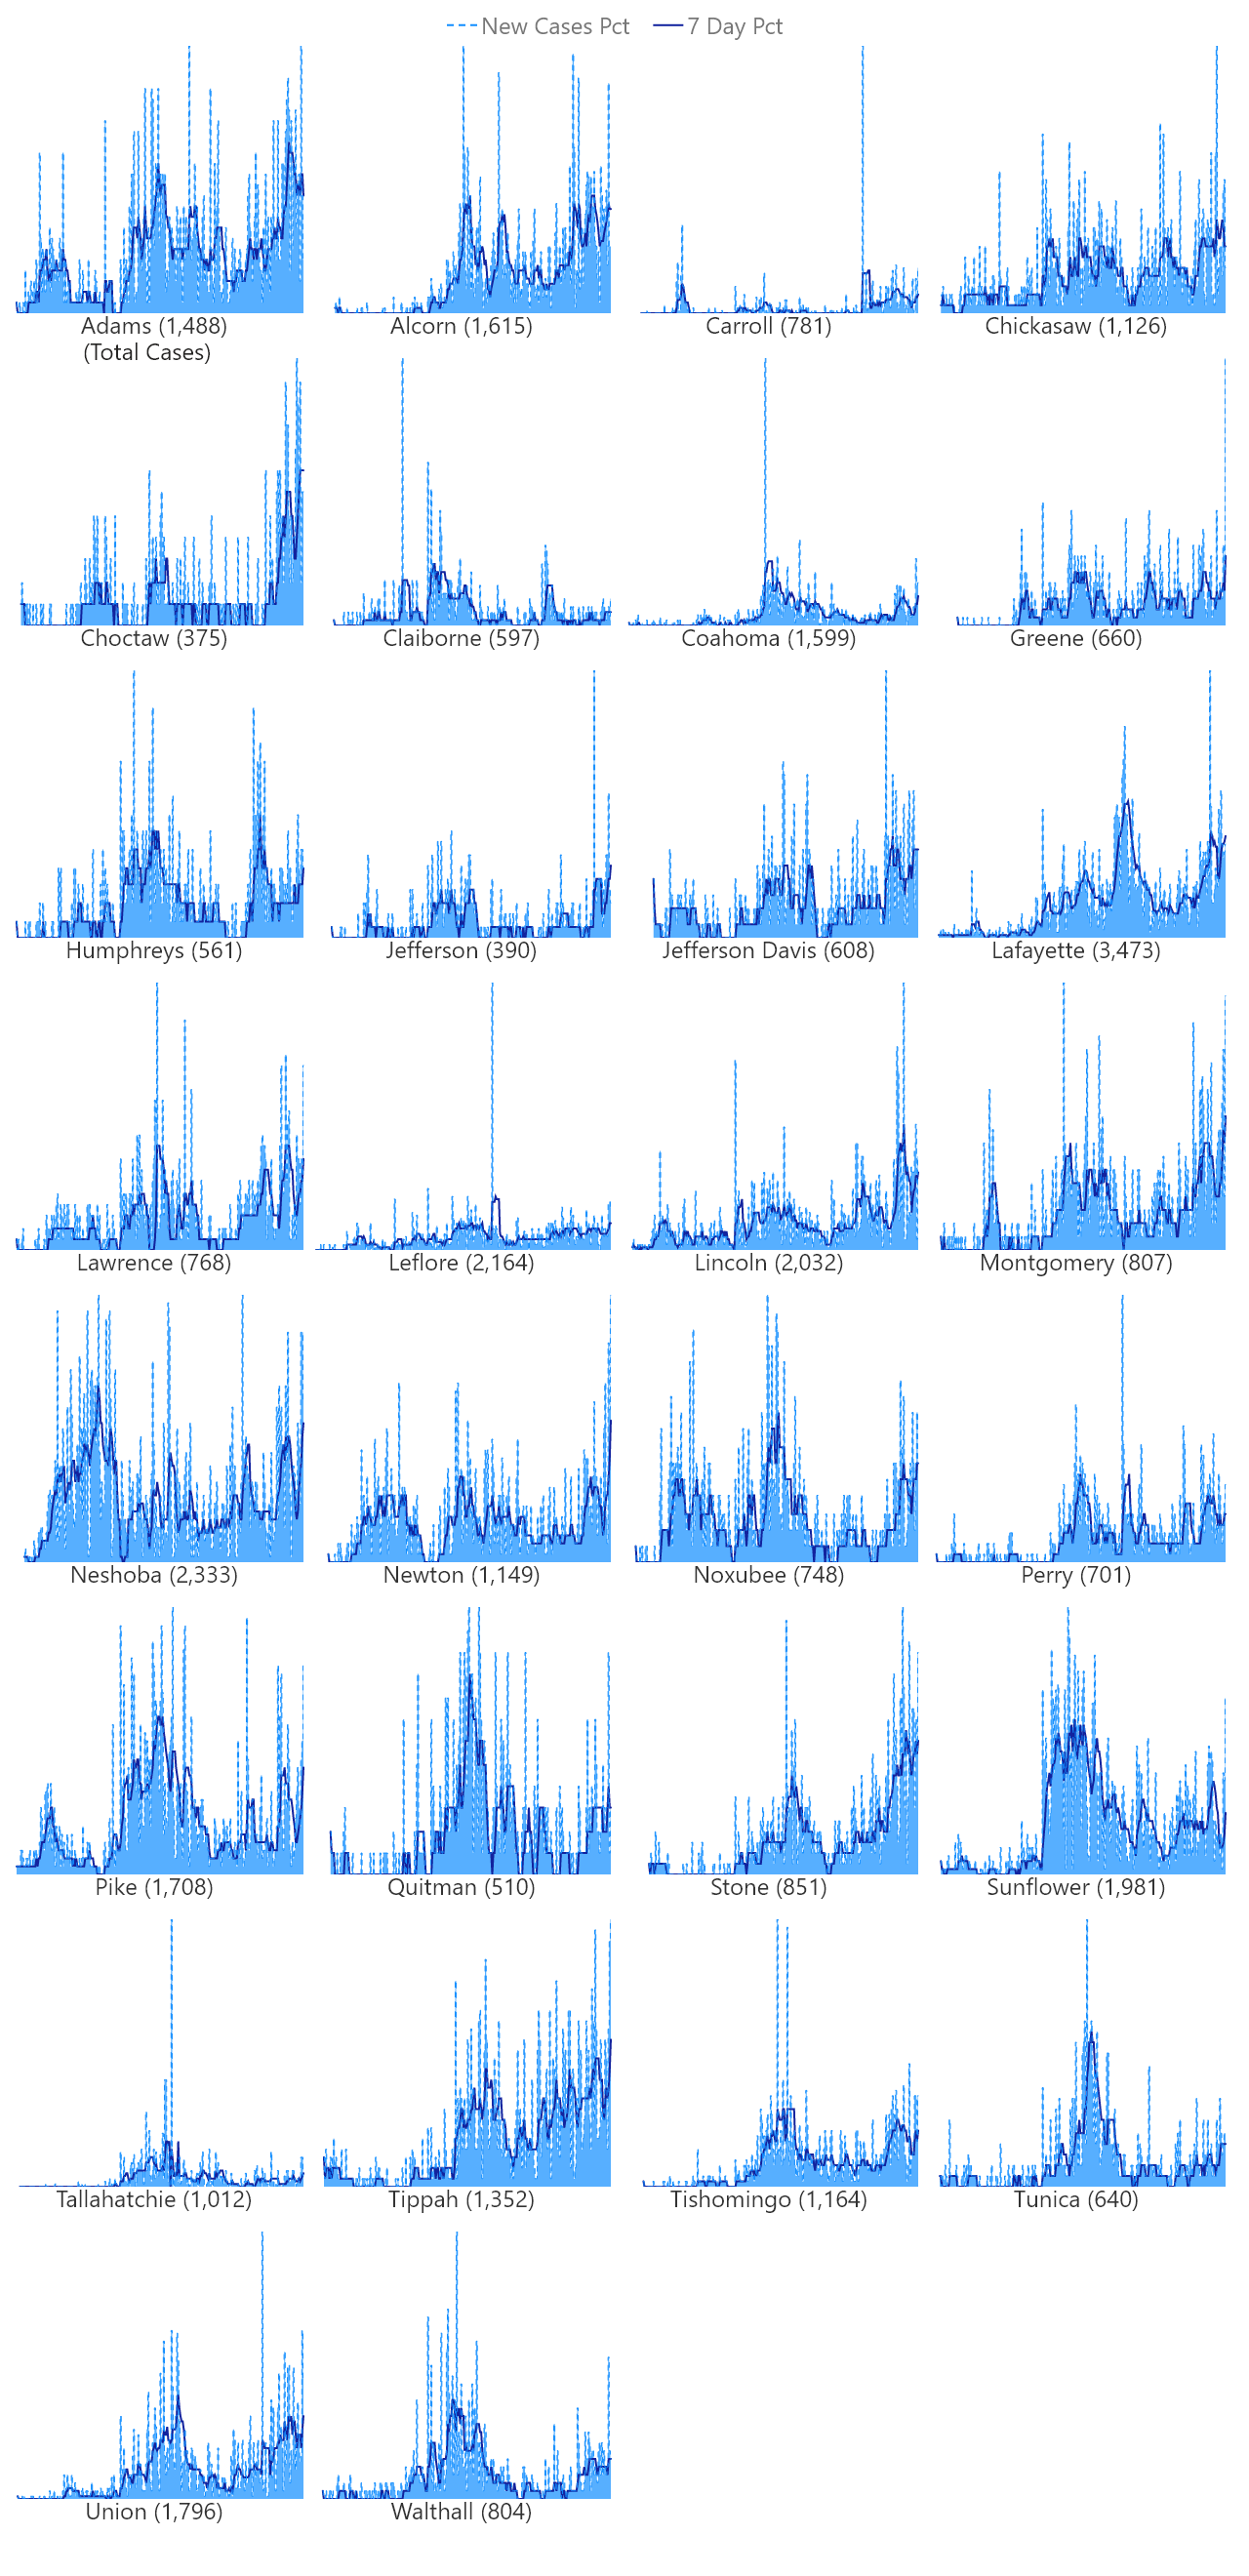 New Cases Pct 7 Day Pct
Adams (1,488)
(Total Cases)
Alcorn (1,615)
Carroll (781)
Chickasaw (1,126)
Choctaw (375)
Claiborne (597)
Coahoma (1,599)
Greene (660)
Humphreys (561)
Jefferson (390)
Jefferson Davis (608)
Lafayette (3,473)
Lawrence (768)
Leflore (2,164)
Lincoln (2,032)
Montgomery (807)
Neshoba (2,333)
Newton (1,149)
Noxubee (748)
Perry (701)
Pike (1,708)
Quitman (510)
Stone (851)
Sunflower (1,981)
Tallahatchie (1,012)
Tippah (1,352)
Tishomingo (1,164)
Tunica (640)
Union (1,796)
Walthall (804)